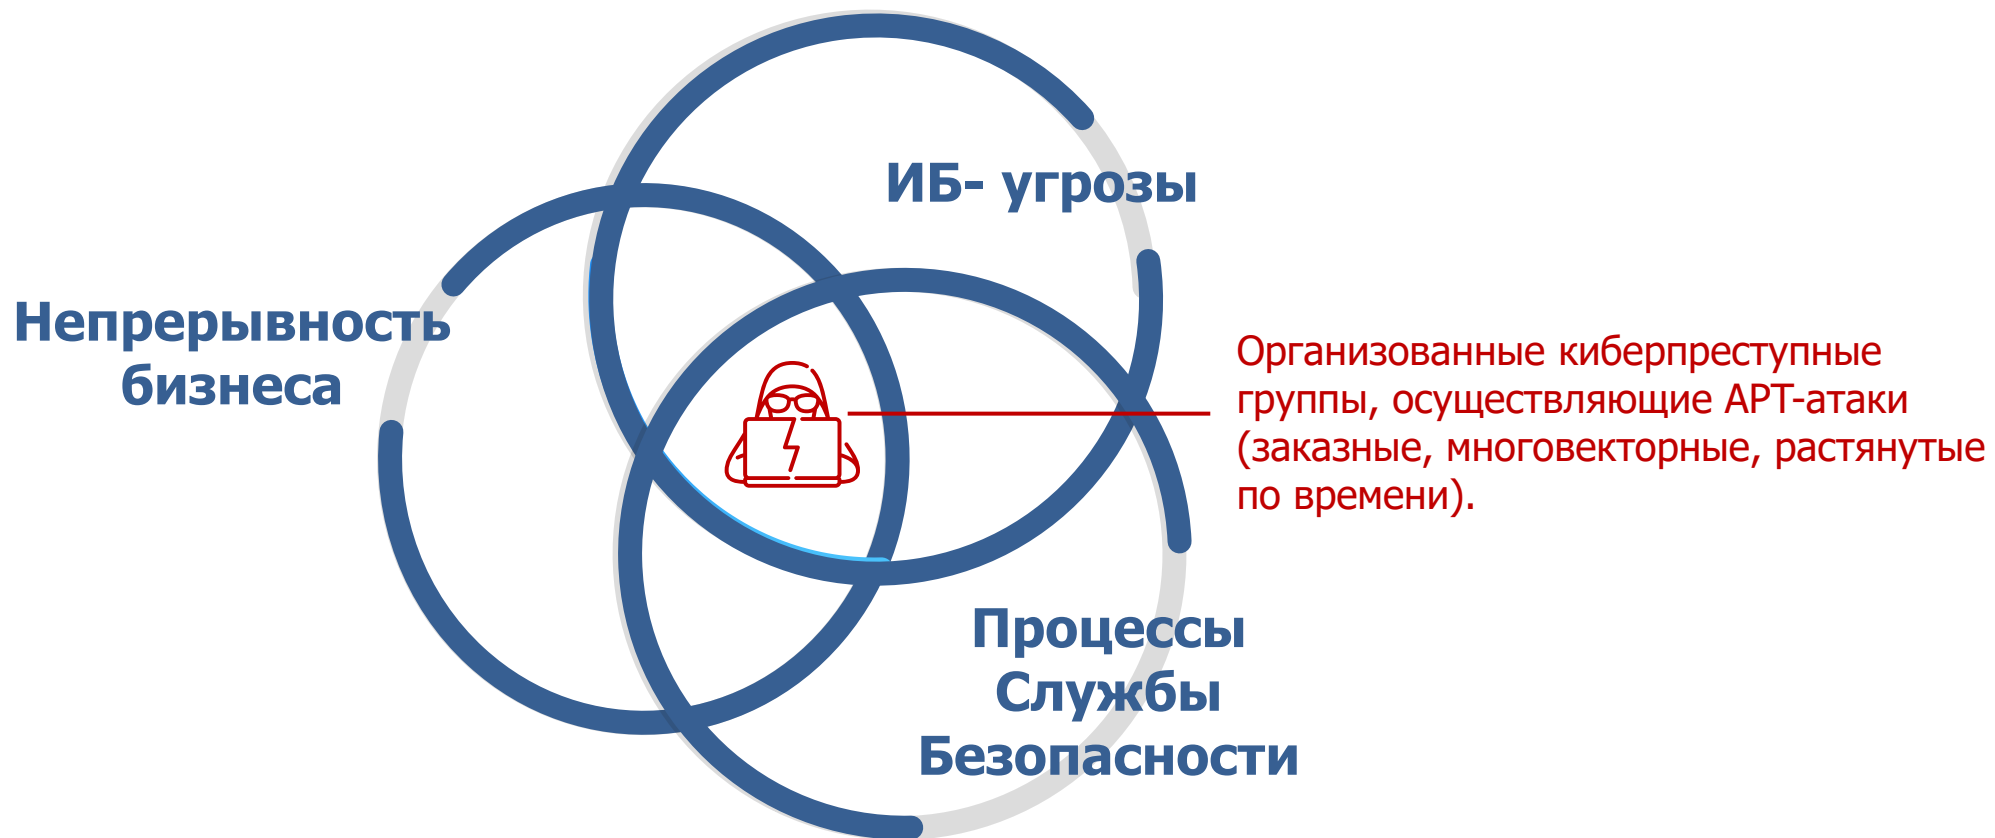 ИБ- угрозы
Непрерывность
бизнеса
Организованные киберпреступные
группы, осуществляющие APT-атаки
(заказные, многовекторные, растянутые
по времени).
Процессы
Службы
Безопасности